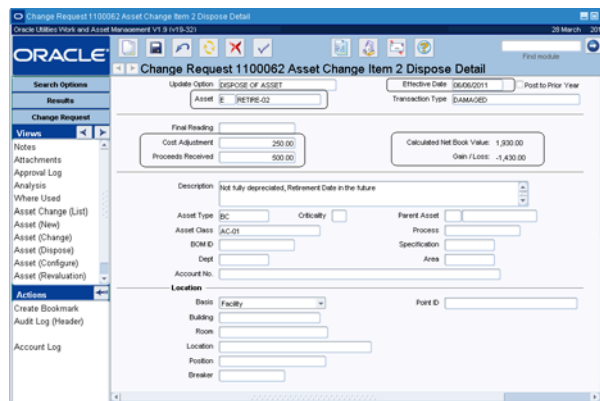 Change Request 1100062 Asset Change Item 2 Dispose Detail
Oracle Utilities Work and Asset Management V1.9 (v19-32) 28 March 201
ORACLE
Find module
Change Request 1100062 Asset Change Item 2 Dispose Detail
Search Options
Results
Change Request
Views
Notes
Attachments
Approval Log
Analysis
Where Used
Asset Change (List)
Asset (New)
Asset (Change)
Asset (Dispose)
Asset (Configure)
Asset (Revaluation)
Actions
Create Bookmark
Audit Log (Header)
Account Log
Update Option DISPOSE OF ASSET Effective Date 06/06/2011 Post to Prior Year
Asset E RETIRE-02 Transaction Type DAMAGED
Final Reading
Cost Adjustment 250.00 Calculated Net Book Value: 1,930.00
Proceeds Received 500.00 Gain / Loss: -1,430.00
Description Not fully depreciated, Retirement Date in the future
Asset Type BC Criticality Parent Asset
Asset Class AC-01 Process
BOM ID Specification
Dept Area
Account No.
Location
Basis Facility Point ID
Building
Room
Location
Position
Breaker